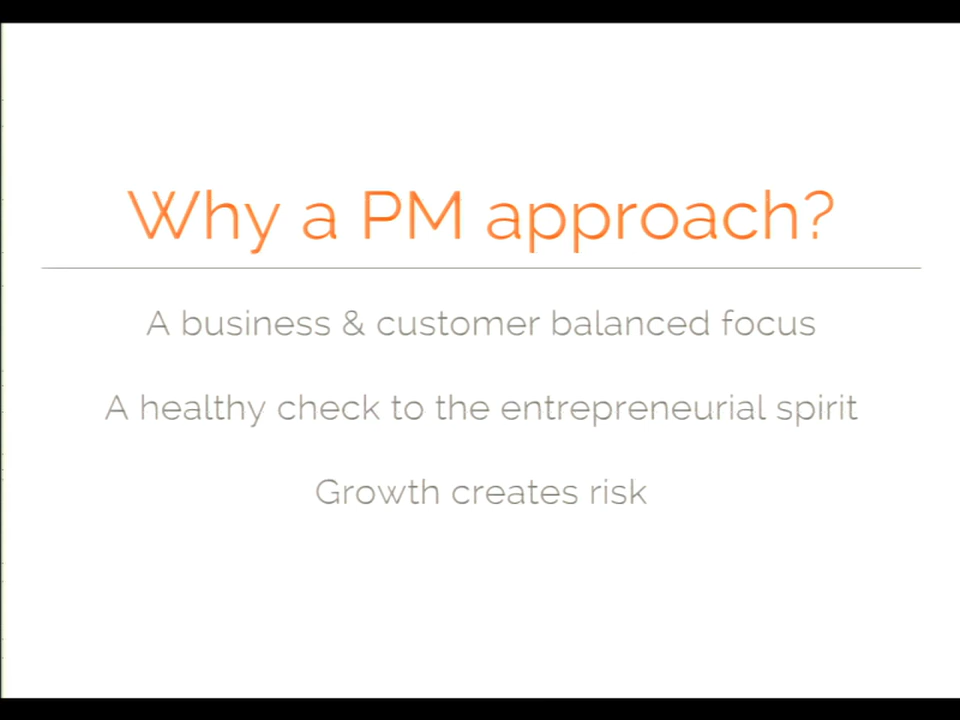 Why a PM approach?
A business & customer balanced focus
A healthy check to the entrepreneurial spirit
Growth creates risk